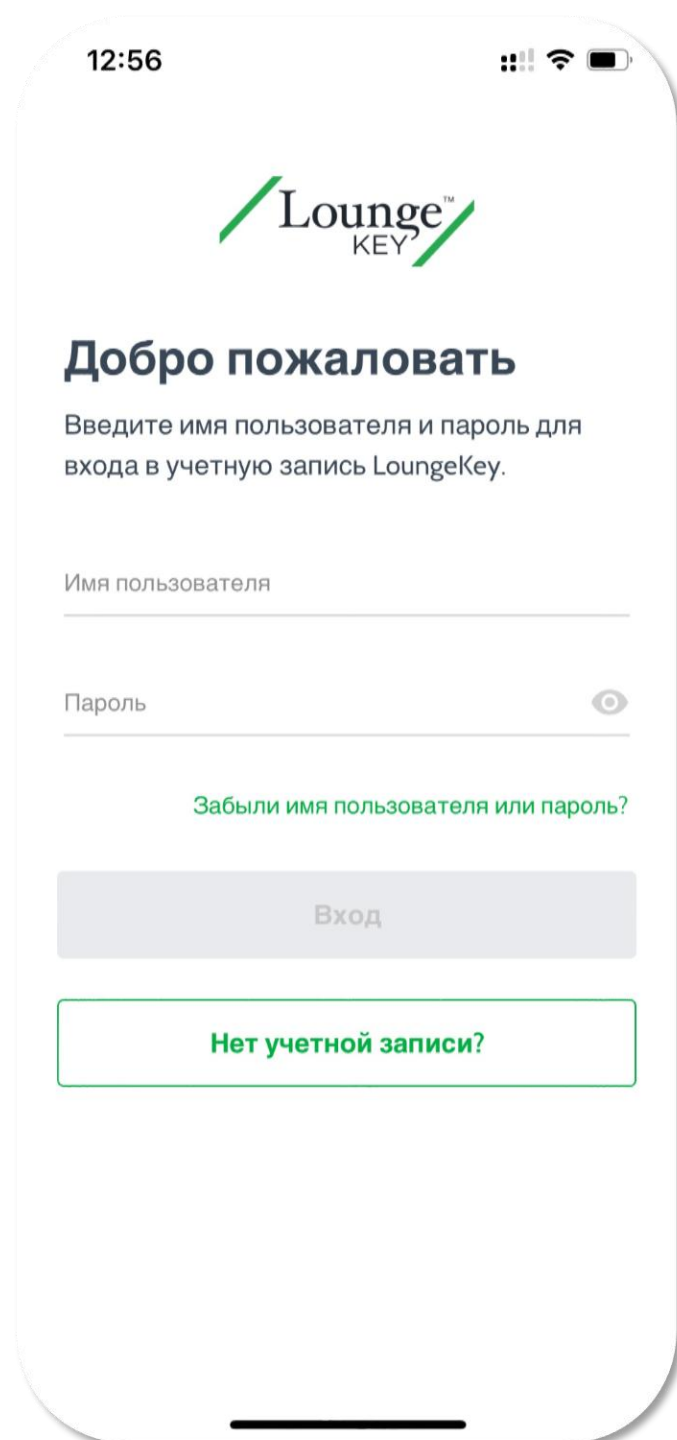 12:56
Lounge™
KEY
Добро пожаловать
Введите имя пользователя и пароль для
входа в учетную запись LoungeKey.
Имя пользователя
Пароль
Забыли имя пользователя или пароль?
Вход
Нет учетной записи?